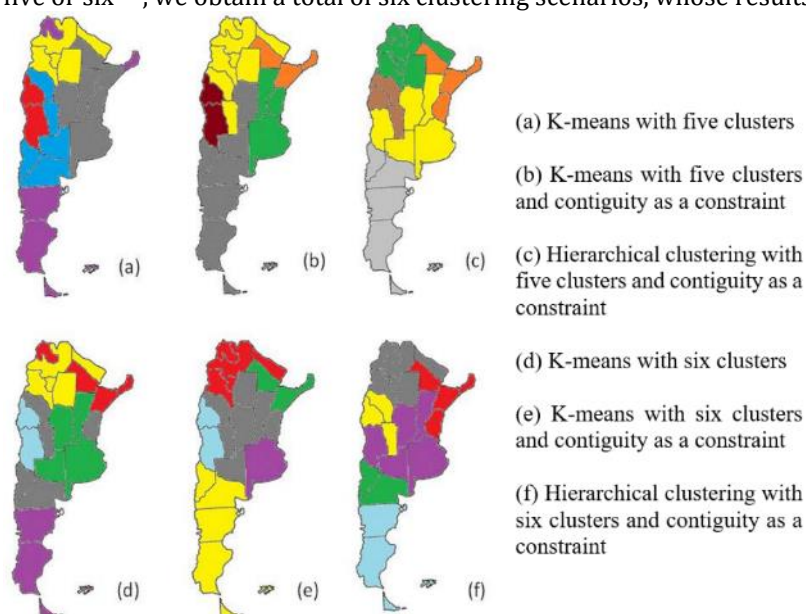 five or six , we obtain a total of six clustering scenarios, whose results
(a)
(b)
(c)
(a) K-means with five clusters
(b) K-means with five clusters
and contiguity as a constraint
(c) Hierarchical clustering with
five clusters and contiguity as a
constraint
(d) K-means with six clusters
(e) K-means with six clusters
and contiguity as a constraint
(f) Hierarchical clustering with
six clusters and contiguity as a
constraint
(d)
(e)
(f)